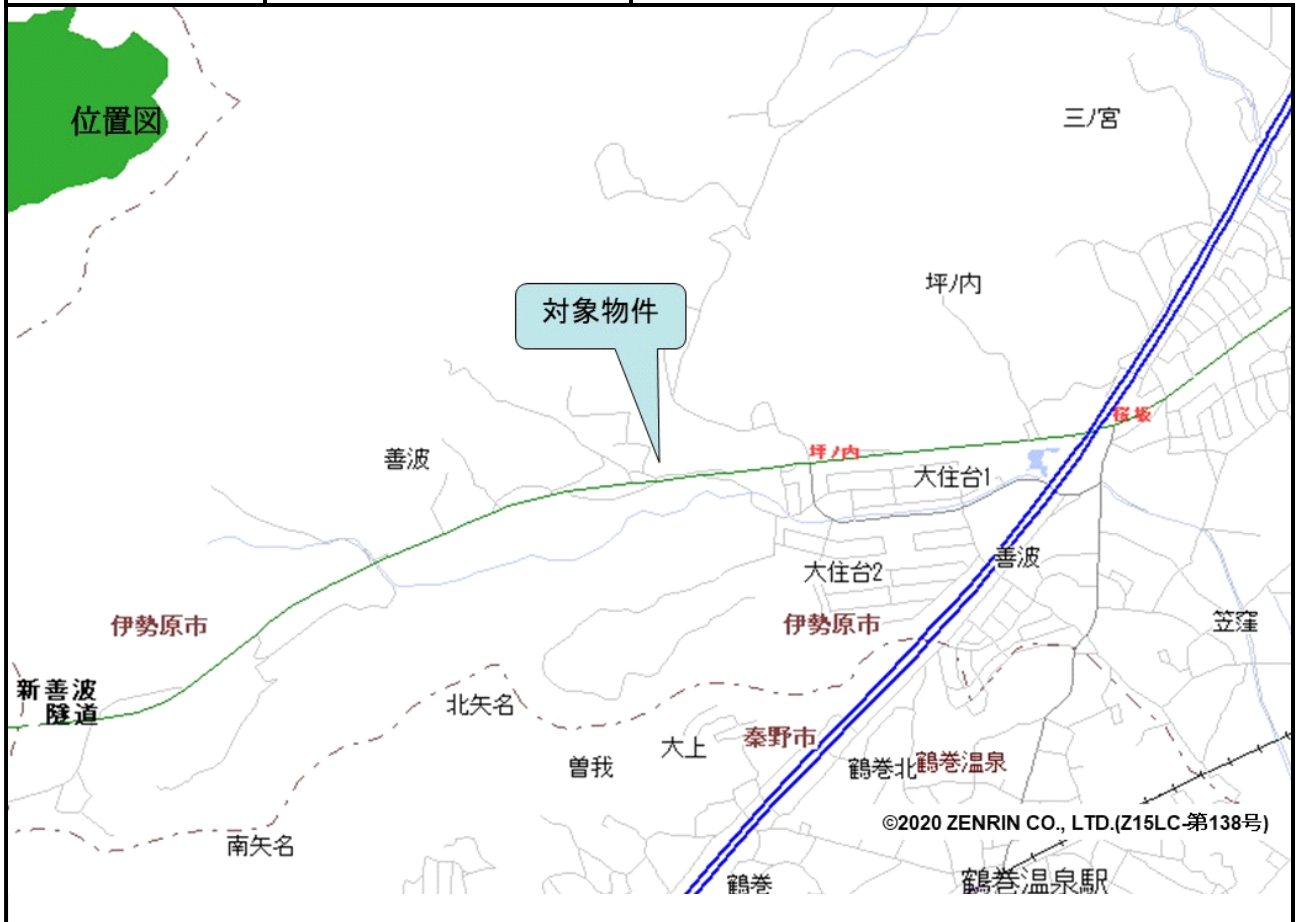 位置図
三ノ宮
坪ノ内
対象物件
桜坂
坪ノ内
善波
大住台1
善波
大住台2
伊勢原市
伊勢原市
笠窪
新善波
隧道
北矢名
秦野市
大上
曽我
鶴巻北
鶴巻温泉
©2020 ZENRIN CO., LTD.(Z15LC-第138号)
南矢名
鶴巻
鶴巻温泉駅